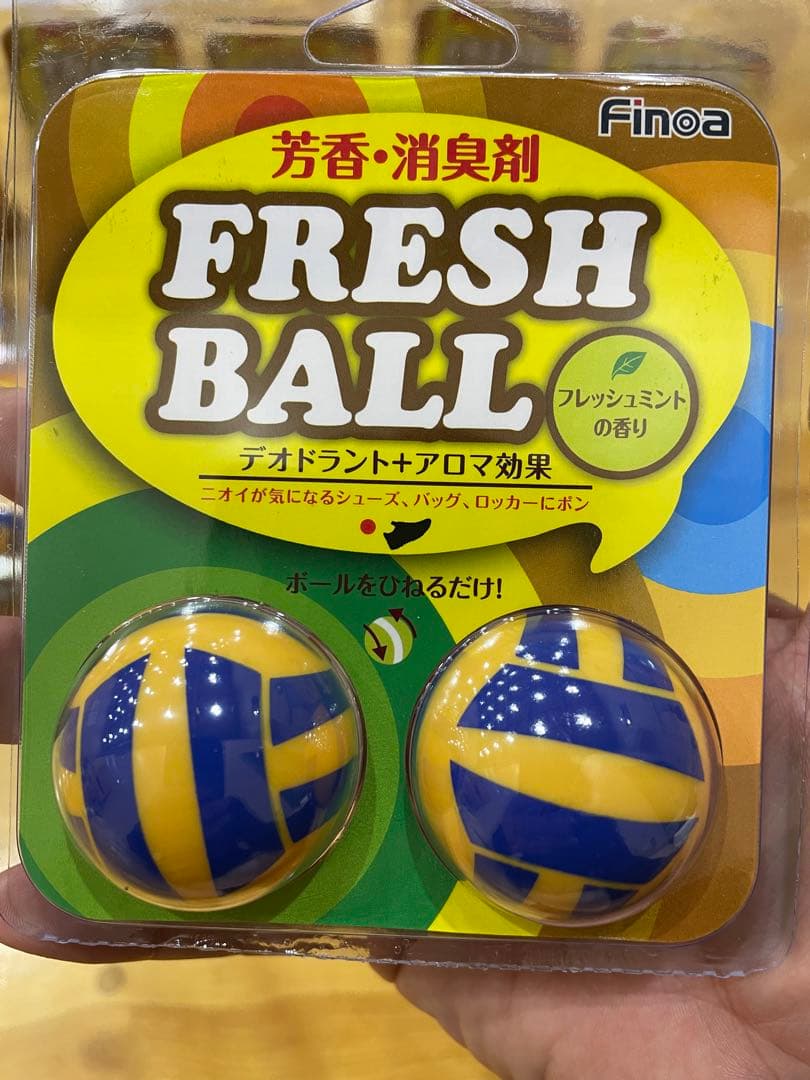 Finoa
芳香・消臭剤
FRESH
BALL
フレッシュミント
の香り
デオドラント+アロマ効果
ニオイが気になるシューズ、バッグ、ロッカーにポン
ボールをひねるだけ!